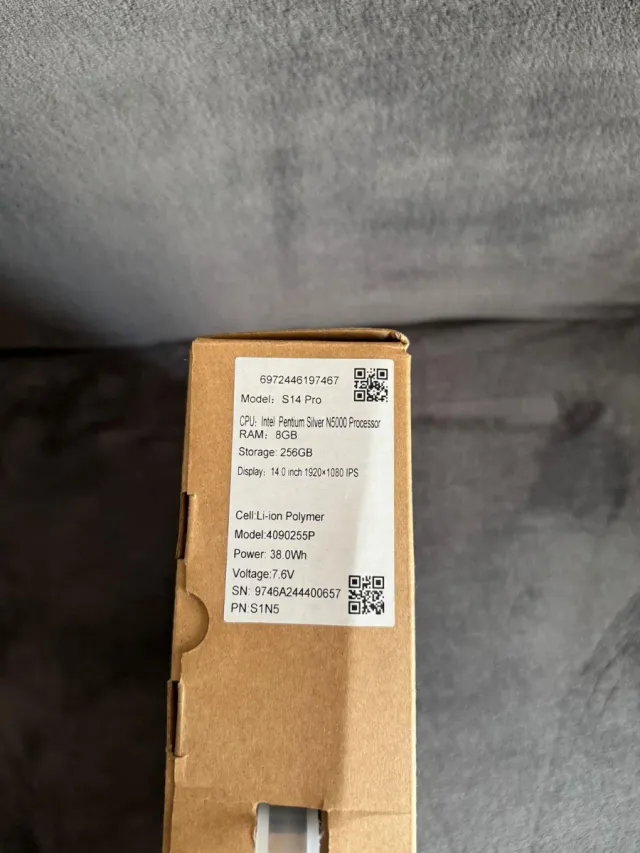 6972446197467
Model: S14 Pro
CPU: Intel Pentium Silver N5000 Processor
RAM: 8GB
Storage: 256GB
Display: 14.0 inch 1920×1080 IPS
Cell:Li-ion Polymer
Model:4090255P
Power: 38.0Wh
Voltage:7.6V
SN: 9746A244400657
PN:S1N5